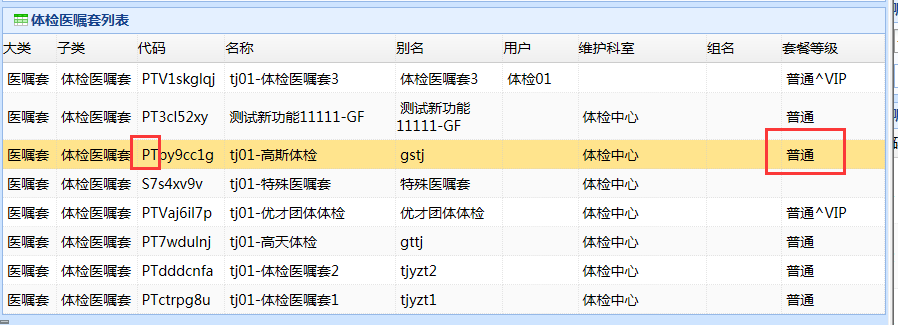 体检医嘱套列表
大类 子类 代码 名称 别名 用户 维护科室 组名 套餐等级
医嘱套 体检医嘱套 PTV1skglqj tj01-体检医嘱套3 体检医嘱套3 体检01 普通^VIP
医嘱套 体检医嘱套 PT3cl52xy 测试新功能11111-GF 测试新功能 体检中心 普通
11111-GF
医嘱套 体检医嘱套 PTby9cc1g tj01-高斯体检 gstj 体检中心 普通
医嘱套 体检医嘱套 S7s4xv9v tj01-特殊医嘱套 特殊医嘱套 体检中心
医嘱套 体检医嘱套 PTVaj6il7p tj01-优才团体体检 优才团体体检 体检中心 普通^VIP
医嘱套 体检医嘱套 PT7wdulnj tj01-高天体检 gttj 体检中心 普通
医嘱套 体检医嘱套 PTdddcnfa tj01-体检医嘱套2 tjyzt2 体检中心 普通
医嘱套 体检医嘱套 PTctrpg8u tj01-体检医嘱套1 tjyzt1 体检中心 普通